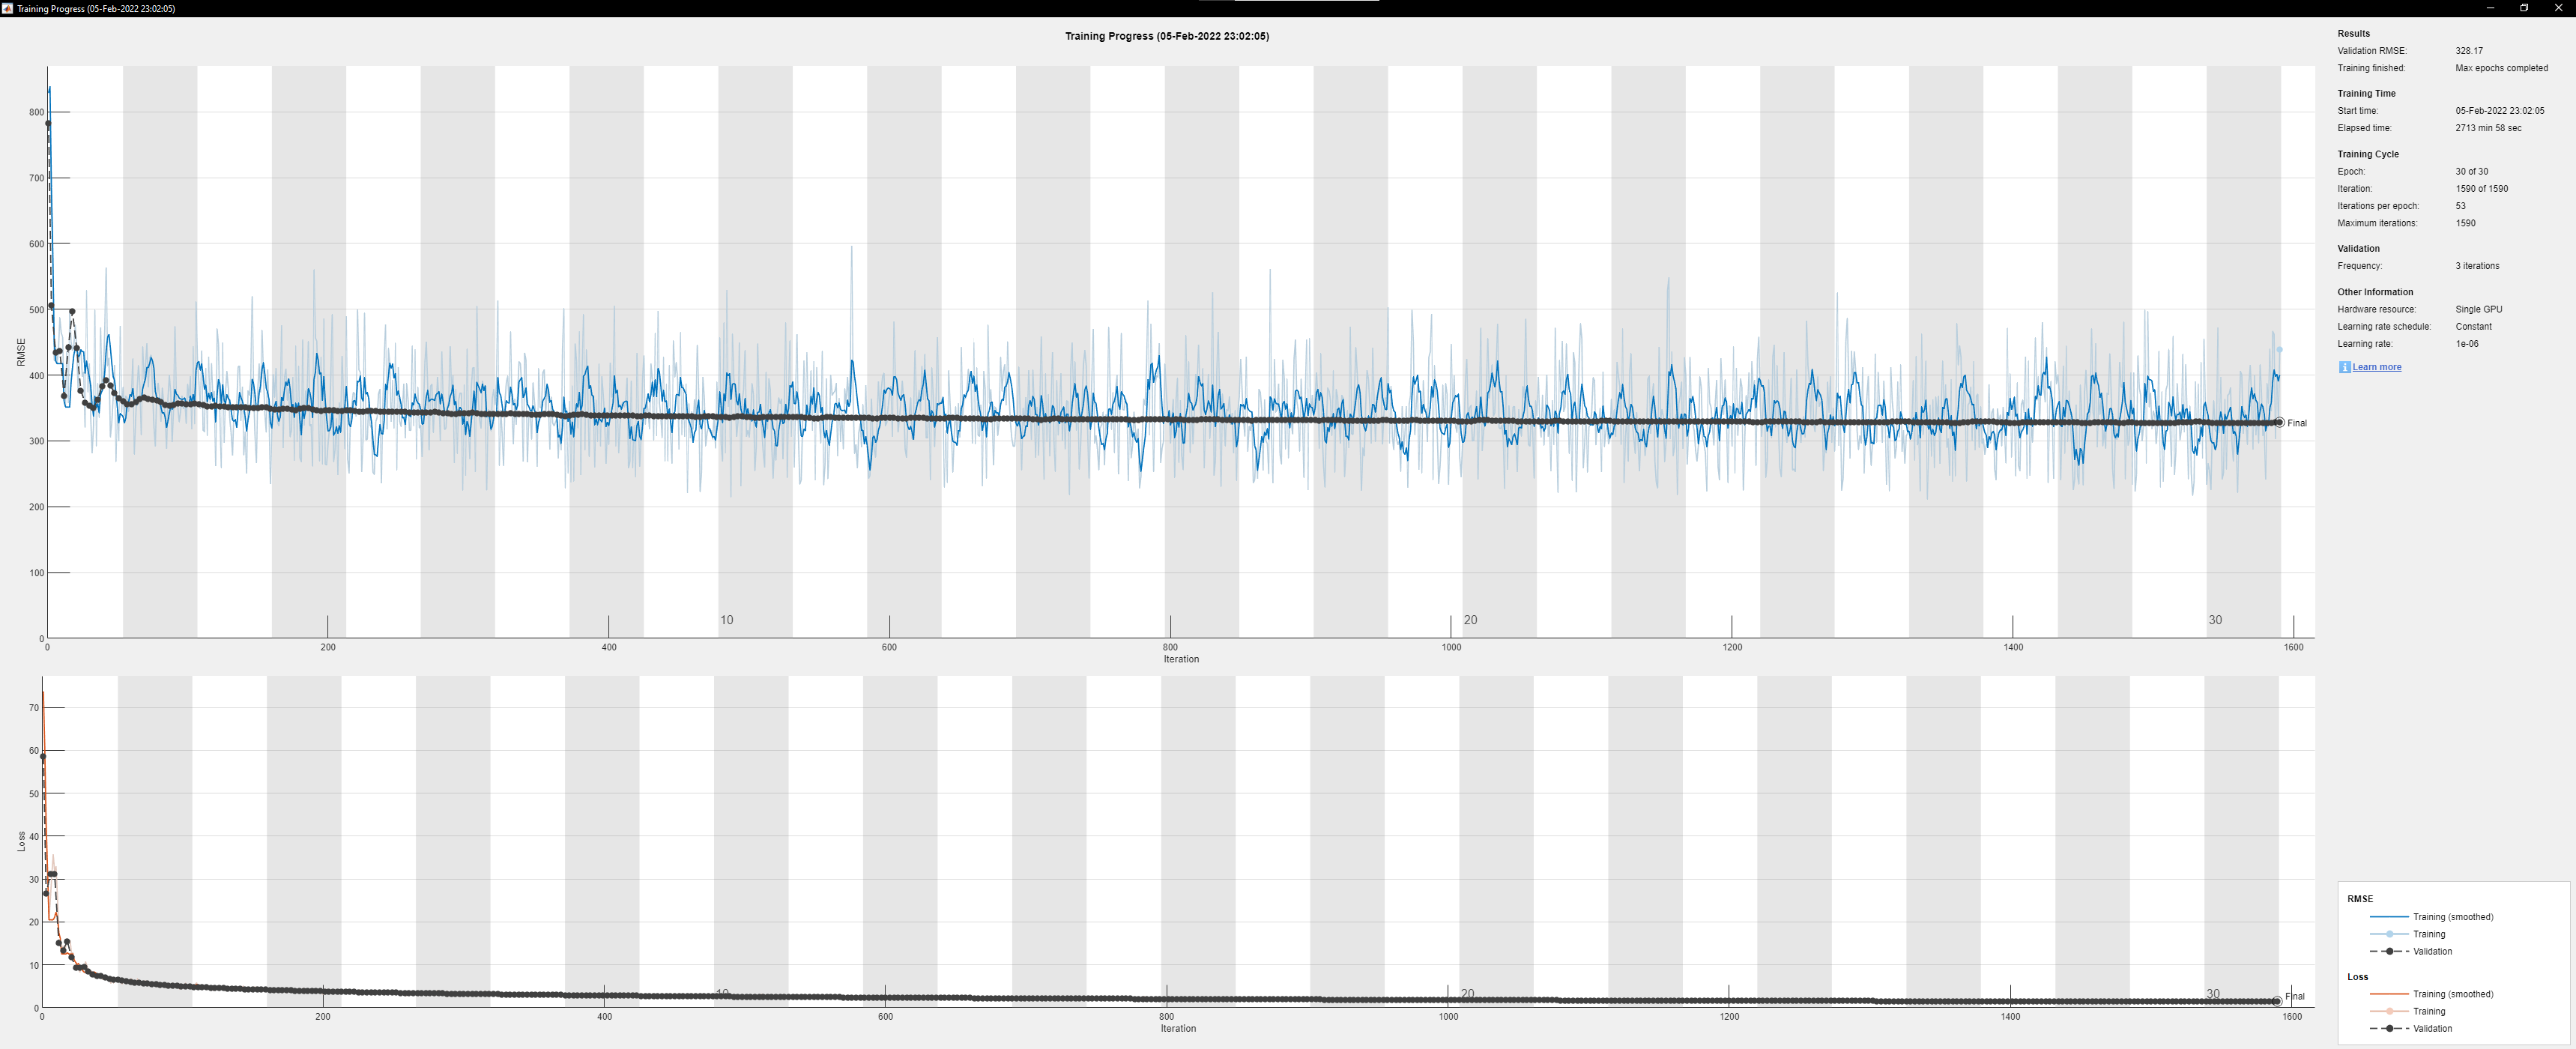 Training Progress (05-Feb-2022 23:02:05)
Training Progress (05-Feb-2022 23:02:05)
800
700
600
500
400
300
200
100
0
RMSE
10
20
30
Final
0 200 400 600 800 1000 1200 1400 1600
Iteration
70
60
50
40
30
20
10
0
Loss
10
20
30
Final
0 200 400 600 800 1000 1200 1400 1600
Iteration
Results
Validation RMSE: 328.17
Training finished: Max epochs completed
Training Time
Start time: 05-Feb-2022 23:02:05
Elapsed time: 2713 min 58 sec
Training Cycle
Epoch: 30 of 30
Iteration: 1590 of 1590
Iterations per epoch: 53
Maximum iterations: 1590
Validation
Frequency: 3 iterations
Other Information
Hardware resource: Single GPU
Learning rate schedule: Constant
Learning rate: 1e-06
i Learn more
RMSE
Training (smoothed)
Training
Validation
Loss
Training (smoothed)
Training
Validation